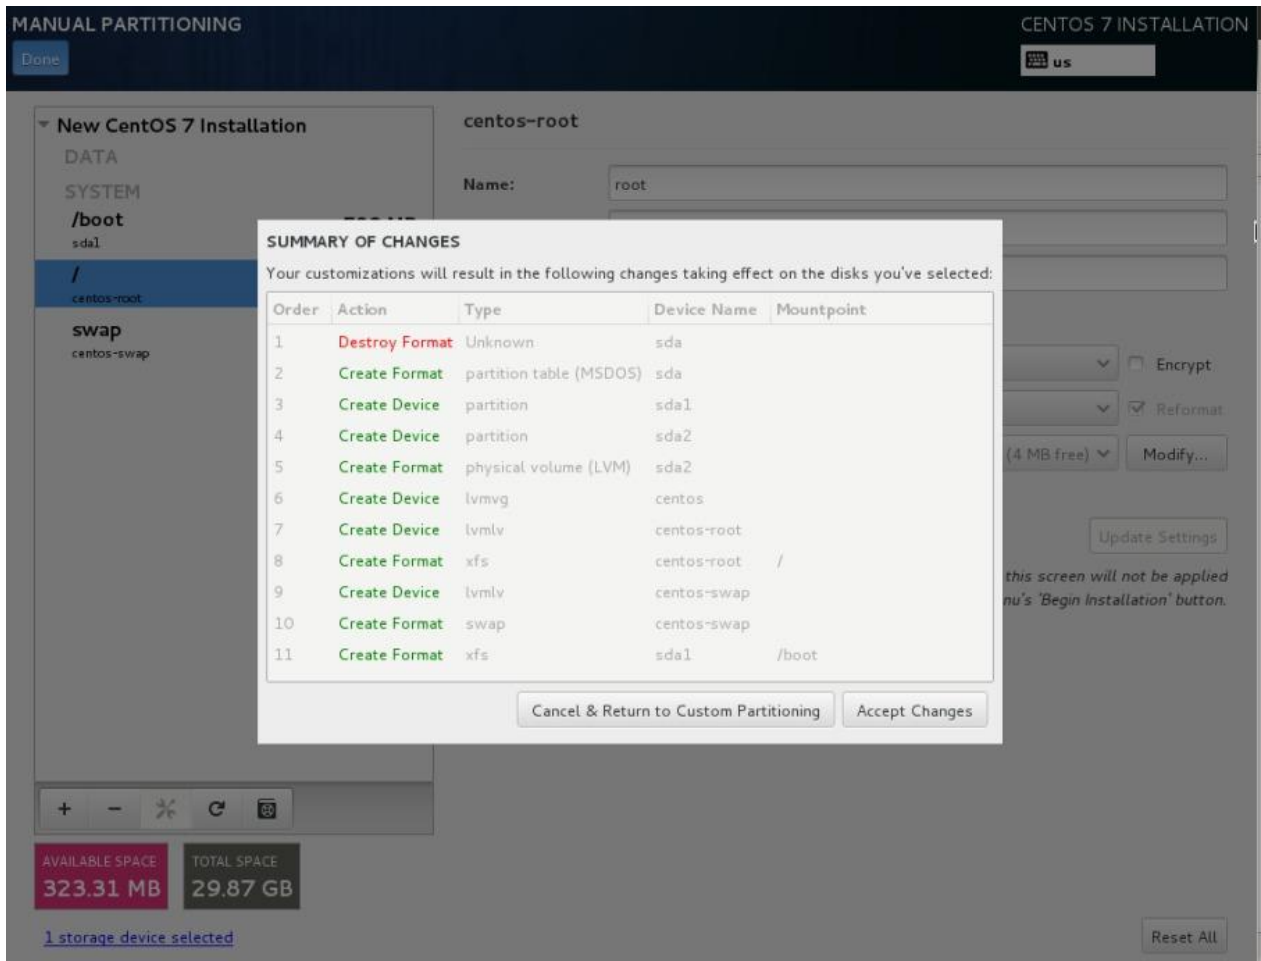 MANUAL PARTITIONING
CENTOS 7 INSTALLATION
Done
us
New CentOS 7 Installation
centos-root
DATA
SYSTEM
Name:
root
/boot
sda1
/
centos-root
swap
centos-swap
SUMMARY OF CHANGES
Your customizations will result in the following changes taking effect on the disks you've selected:
Order Action Type Device Name Mountpoint
1 Destroy Format Unknown sda
2 Create Format partition table (MSDOS) sda
3 Create Device partition sda1
4 Create Device partition sda2
5 Create Format physical volume (LVM) sda2
6 Create Device lvmvg centos
7 Create Device lvmlv centos-root
8 Create Format xfs centos-root /
9 Create Device lvmlv centos-swap
10 Create Format swap centos-swap
11 Create Format xfs sda1 /boot
Cancel & Return to Custom Partitioning
Accept Changes
Encrypt
Reformat
(4 MB free)
Modify...
Update Settings
this screen will not be applied
nu's 'Begin Installation' button.
+ -
AVAILABLE SPACE
323.31 MB
TOTAL SPACE
29.87 GB
1 storage device selected
Reset All